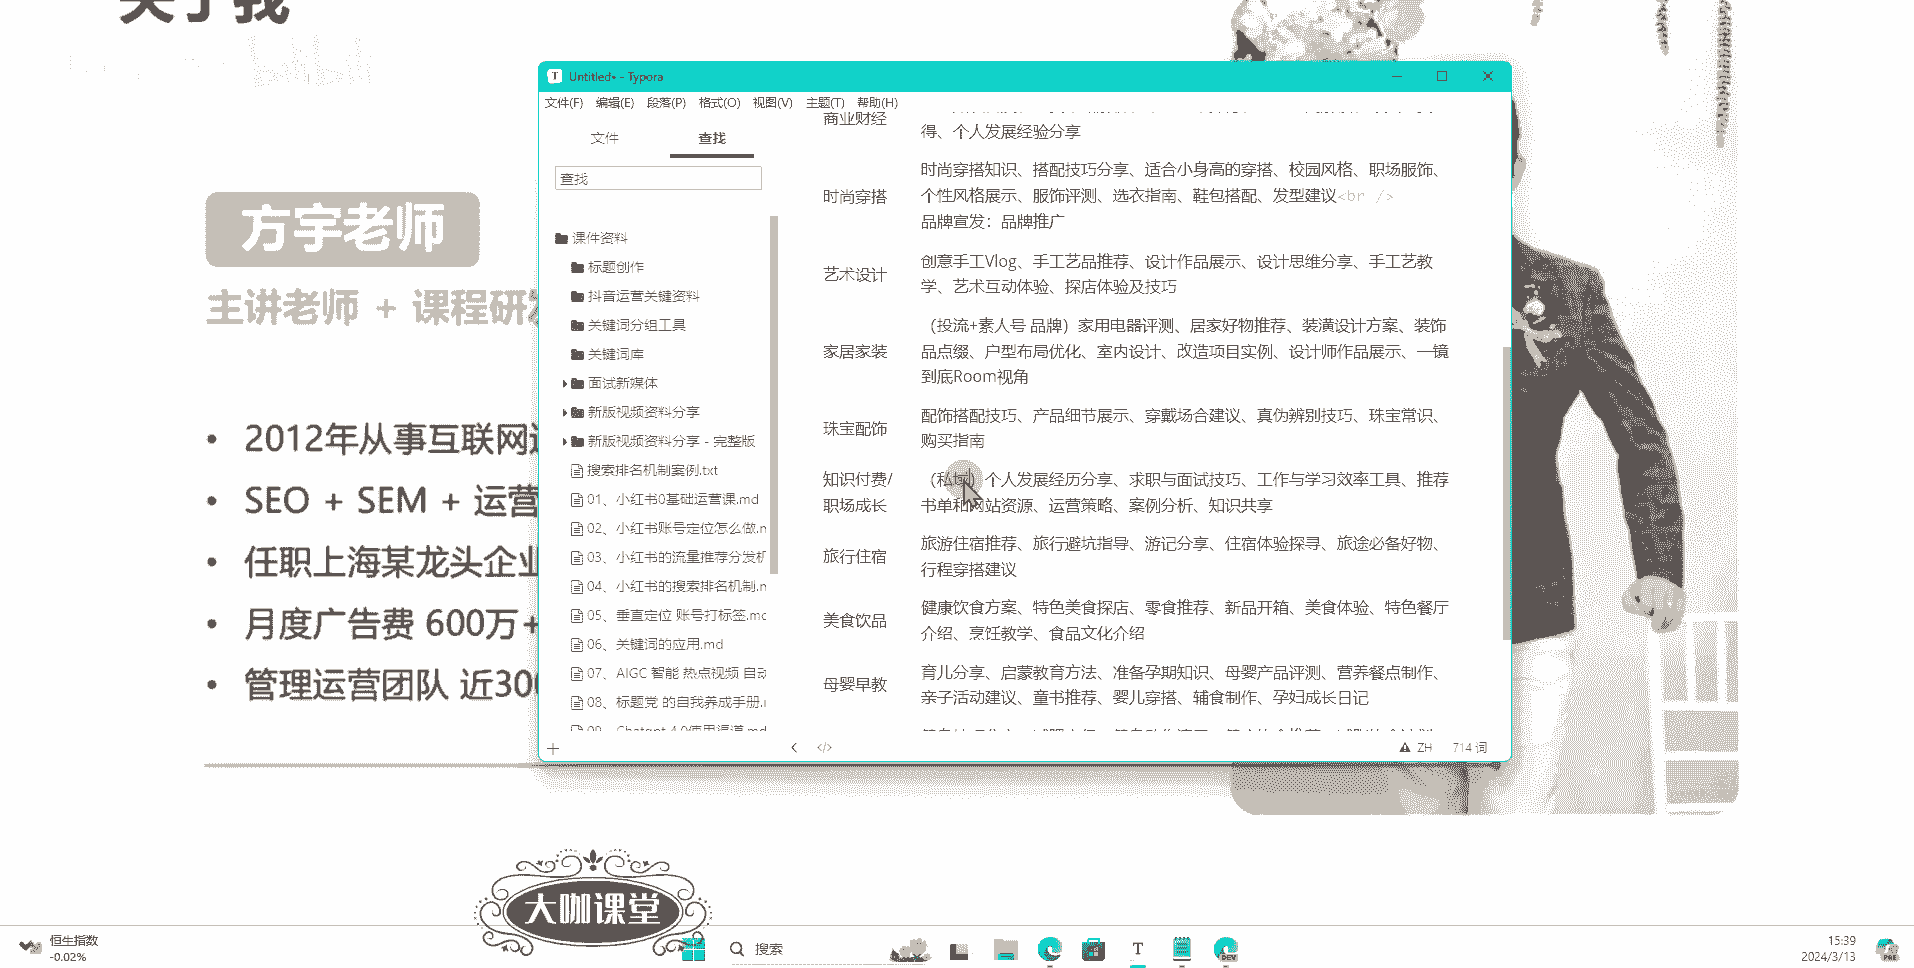 关于我
方宇老师
主讲老师 + 课程研发
2012年从事互联网
SEO + SEM + 运营
任职上海某龙头企业
月度广告费 600万+
管理运营团队 近300
Untitled• - Typora
文件(F) 编辑(E) 段落(P) 格式(O) 视图(V) 主题(T) 帮助(H)
文件 查找
查找
课件资料
标题创作
抖音运营关键资料
关键词分组工具
关键词库
面试新媒体
新版视频资料分享
新版视频资料分享 - 完整版
搜索排名机制案例.txt
01、小红书0基础运营课.md
02、小红书账号定位怎么做.m
03、小红书的流量推荐分发机
04、小红书的搜索排名机制.m
05、垂直定位 账号打标签.mc
06、关键词的应用.md
07、AIGC 智能 热点视频 自动
08、标题党 的自我养成手册.r
09、Chatgpt 4.0使用渠道.md
商业财经
得、个人发展经验分享
时尚穿搭
时尚穿搭知识、搭配技巧分享、适合小身高的穿搭、校园风格、职场服饰、
个性风格展示、服饰评测、选衣指南、鞋包搭配、发型建议<br />
品牌宣发：品牌推广
艺术设计
创意手工Vlog、手工艺品推荐、设计作品展示、设计思维分享、手工艺教
学、艺术互动体验、探店体验及技巧
家居家装
（投流+素人号 品牌）家用电器评测、居家好物推荐、装潢设计方案、装饰
品点缀、户型布局优化、室内设计、改造项目实例、设计师作品展示、一镜
到底Room视角
珠宝配饰
配饰搭配技巧、产品细节展示、穿戴场合建议、真伪辨别技巧、珠宝常识、
购买指南
知识付费/
职场成长
（私域）个人发展经历分享、求职与面试技巧、工作与学习效率工具、推荐
书单和网站资源、运营策略、案例分析、知识共享
旅行住宿
旅游住宿推荐、旅行避坑指导、游记分享、住宿体验探寻、旅途必备好物、
行程穿搭建议
美食饮品
健康饮食方案、特色美食探店、零食推荐、新品开箱、美食体验、特色餐厅
介绍、烹饪教学、食品文化介绍
母婴早教
育儿分享、启蒙教育方法、准备孕期知识、母婴产品评测、营养餐点制作、
亲子活动建议、童书推荐、婴儿穿搭、辅食制作、孕妇成长日记
ZH 714 词
大咖课堂
恒生指数
-0.02%
搜索
15:39
2024/3/13